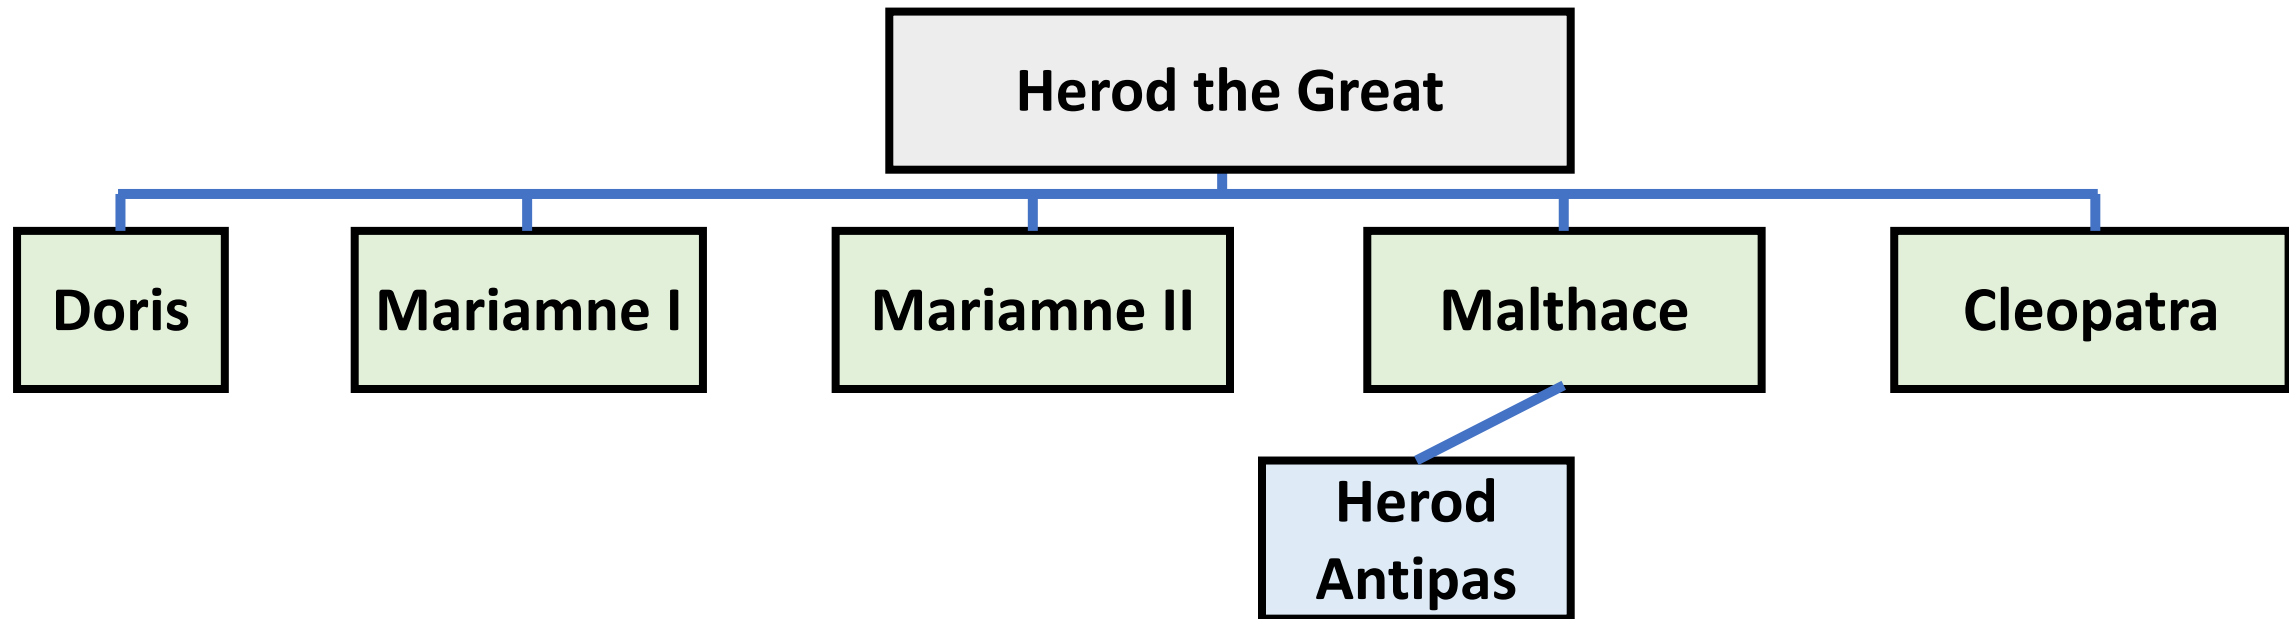 Herod the Great
Doris
Mariamne I
Mariamne II
Malthace
Cleopatra
Herod
Antipas